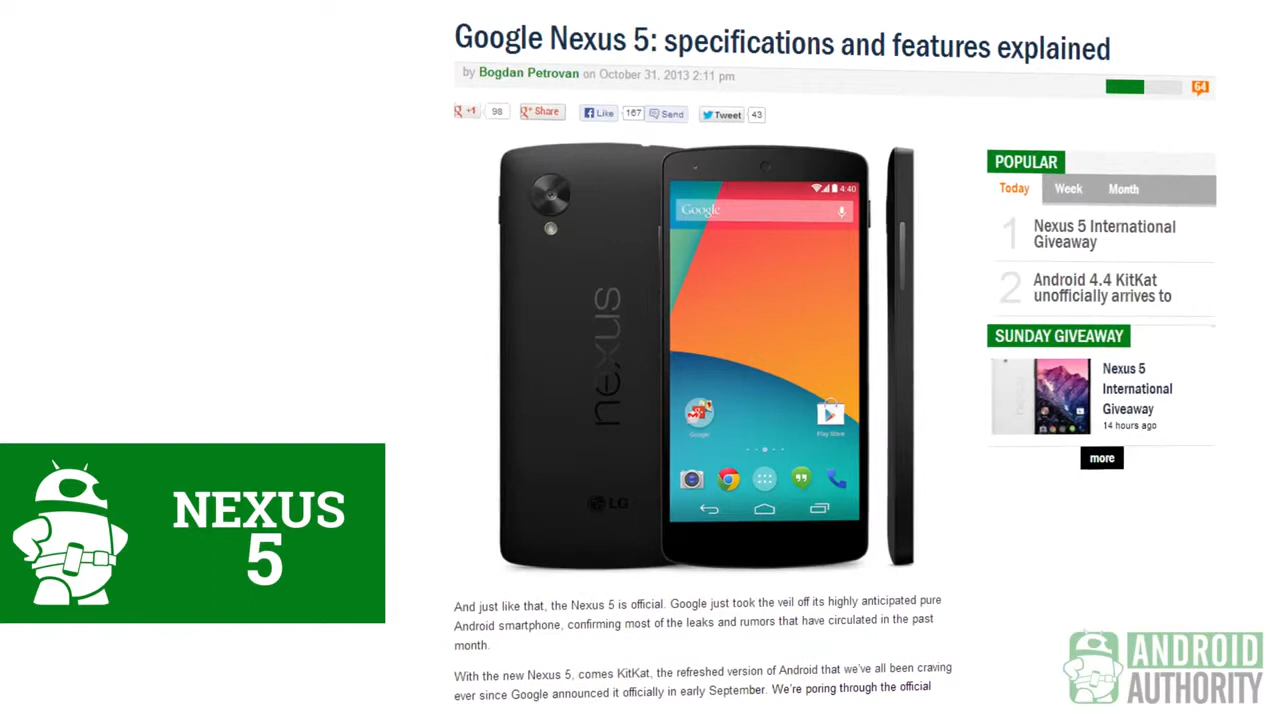 Google Nexus 5: specifications and features explained
by Bogdan Petrovan on October 31, 2013 2:11 pm
64
g +1 98 g+ Share Like 167 Send Tweet 43
POPULAR
Today Week Month
1 Nexus 5 International
Giveaway
2 Android 4.4 KitKat
unofficially arrives to
SUNDAY GIVEAWAY
Nexus 5
International
Giveaway
14 hours ago
more
4:40
Google
nexus
Google Play Store
LG
NEXUS
5
And just like that, the Nexus 5 is official. Google just took the veil off its highly anticipated pure
Android smartphone, confirming most of the leaks and rumors that have circulated in the past
month.
With the new Nexus 5, comes KitKat, the refreshed version of Android that we've all been craving
ever since Google announced it officially in early September. We're poring through the official
ANDROID
AUTHORITY